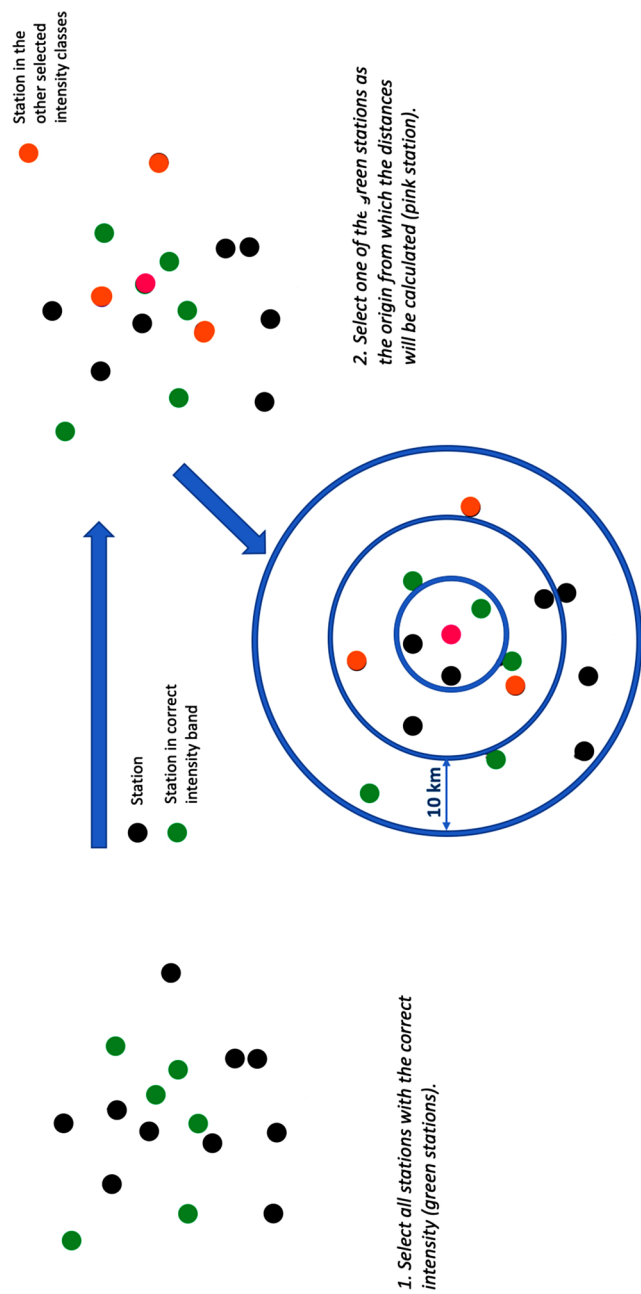 Station
Station in correct
intensity band
Station in the
other selected
intensity classes
1. Select all stations with the correct
intensity (green stations).
2. Select one of the green stations as
the origin from which the distances
will be calculated (pink station).
10 km